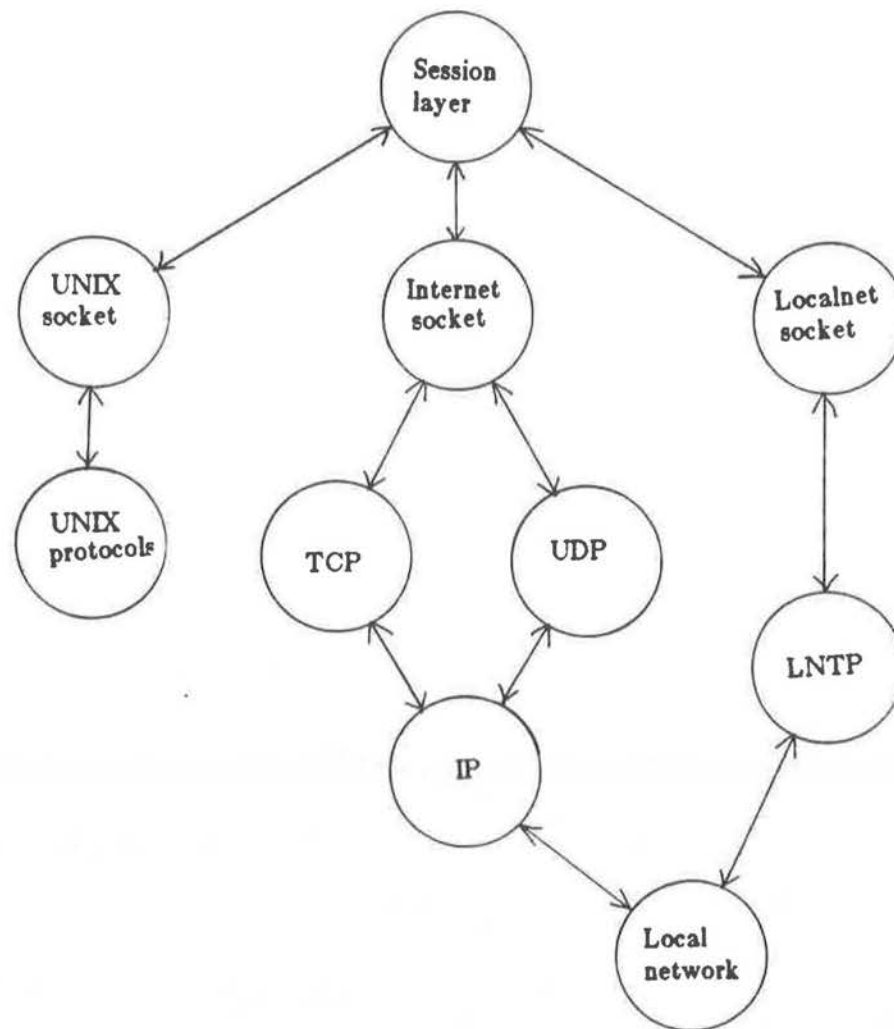 Session
layer
UNIX
socket
Internet
socket
Localnet
socket
UNIX
protocols
TCP
UDP
LNTP
IP
Local
network